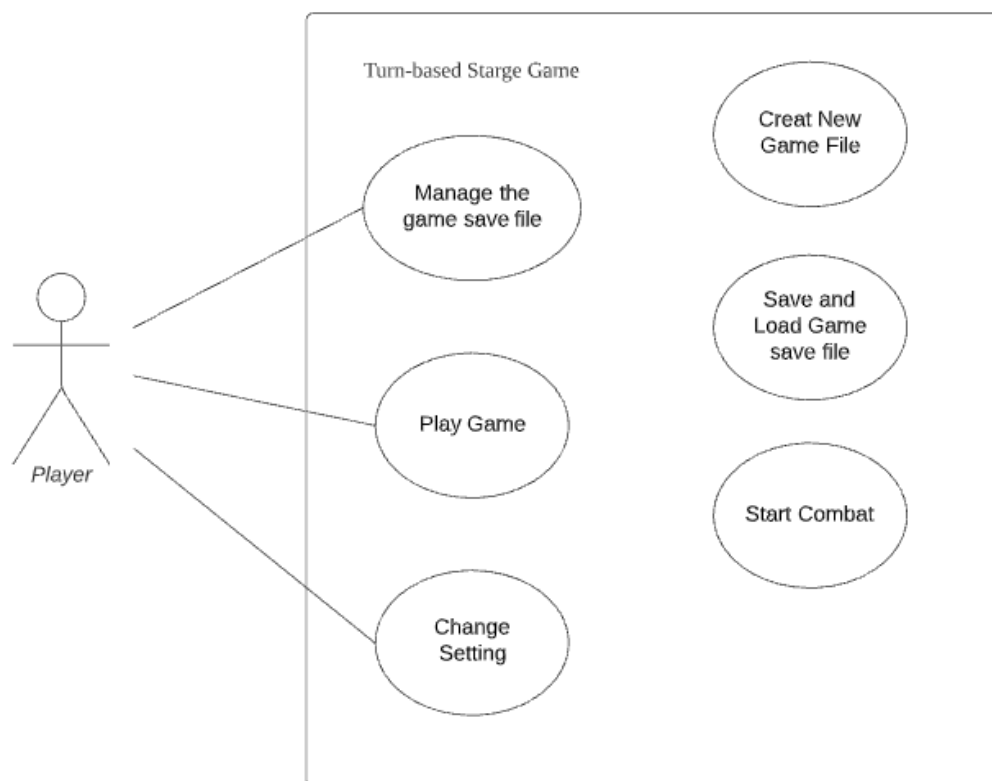 Turn-based Starge Game
Creat New
Game File
Manage the
game save file
Save and
Load Game
save file
Play Game
Start Combat
Player
Change
Setting